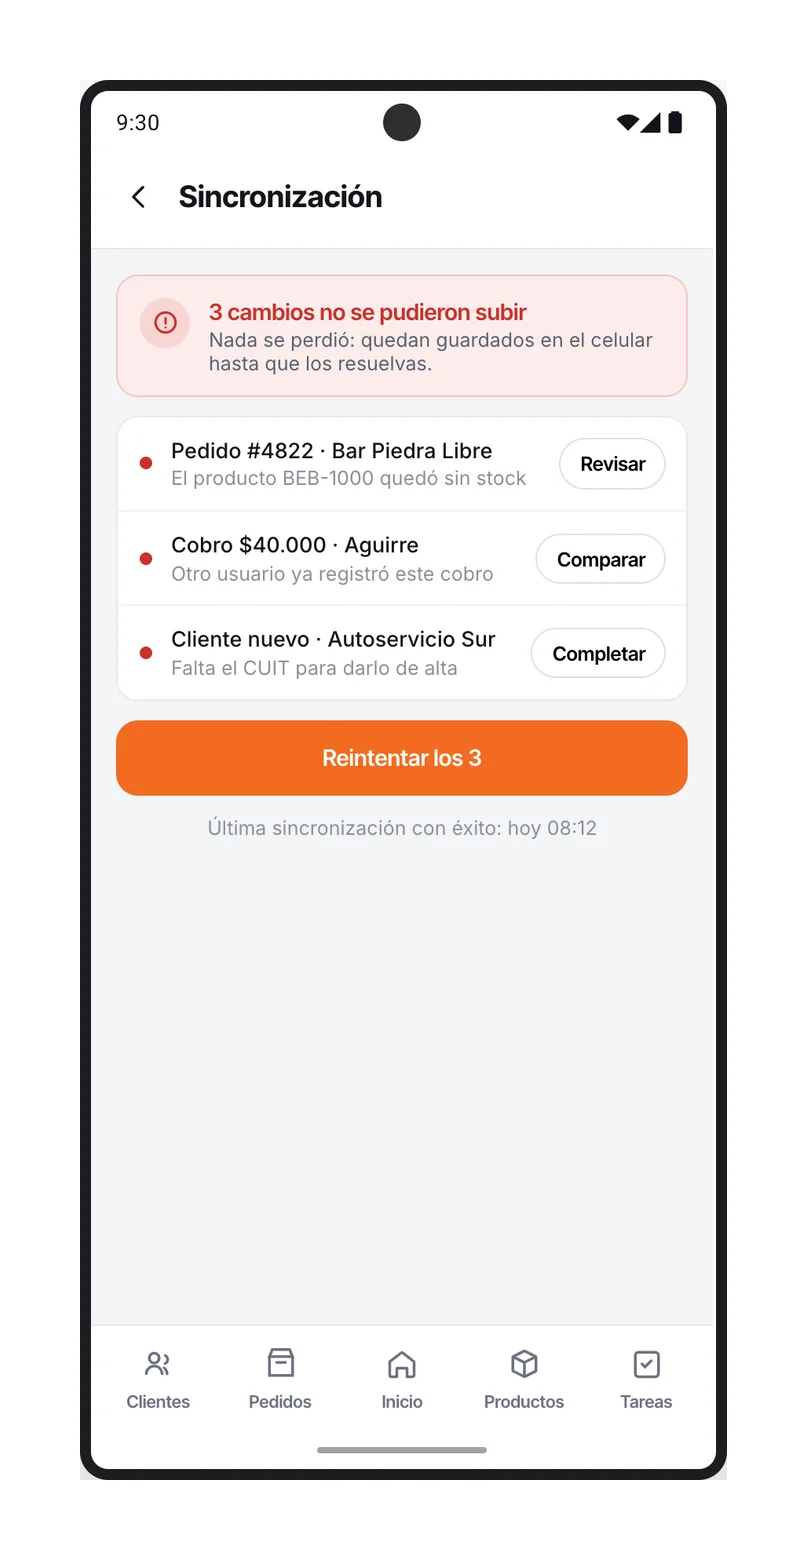 9:30
Sincronización
3 cambios no se pudieron subir
Nada se perdió: quedan guardados en el celular
hasta que los resuelvas.
Pedido #4822 · Bar Piedra Libre
El producto BEB-1000 quedó sin stock
Revisar
Cobro $40.000 · Aguirre
Otro usuario ya registró este cobro
Comparar
Cliente nuevo · Autoservicio Sur
Falta el CUIT para darlo de alta
Completar
Reintentar los 3
Última sincronización con éxito: hoy 08:12
Clientes
Pedidos
Inicio
Productos
Tareas